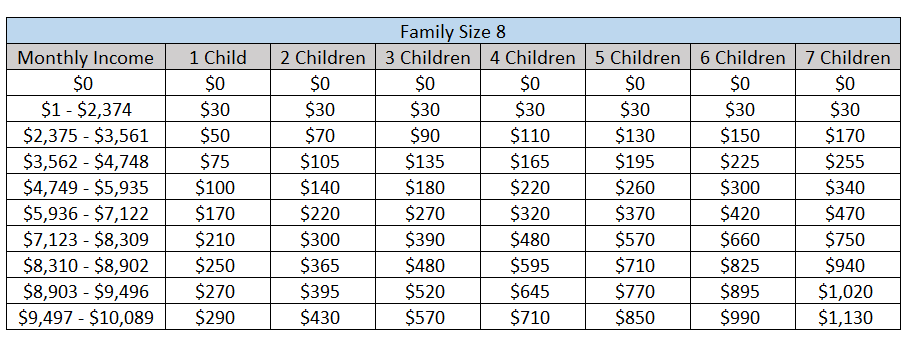 Family Size 8
Monthly Income 1 Child 2 Children 3 Children 4 Children 5 Children 6 Children 7 Children
$0 $0 $0 $0 $0 $0 $0 $0
$1 - $2,374 $30 $30 $30 $30 $30 $30 $30
$2,375 - $3,561 $50 $70 $90 $110 $130 $150 $170
$3,562 - $4,748 $75 $105 $135 $165 $195 $225 $255
$4,749 - $5,935 $100 $140 $180 $220 $260 $300 $340
$5,936 - $7,122 $170 $220 $270 $320 $370 $420 $470
$7,123 - $8,309 $210 $300 $390 $480 $570 $660 $750
$8,310 - $8,902 $250 $365 $480 $595 $710 $825 $940
$8,903 - $9,496 $270 $395 $520 $645 $770 $895 $1,020
$9,497 - $10,089 $290 $430 $570 $710 $850 $990 $1,130